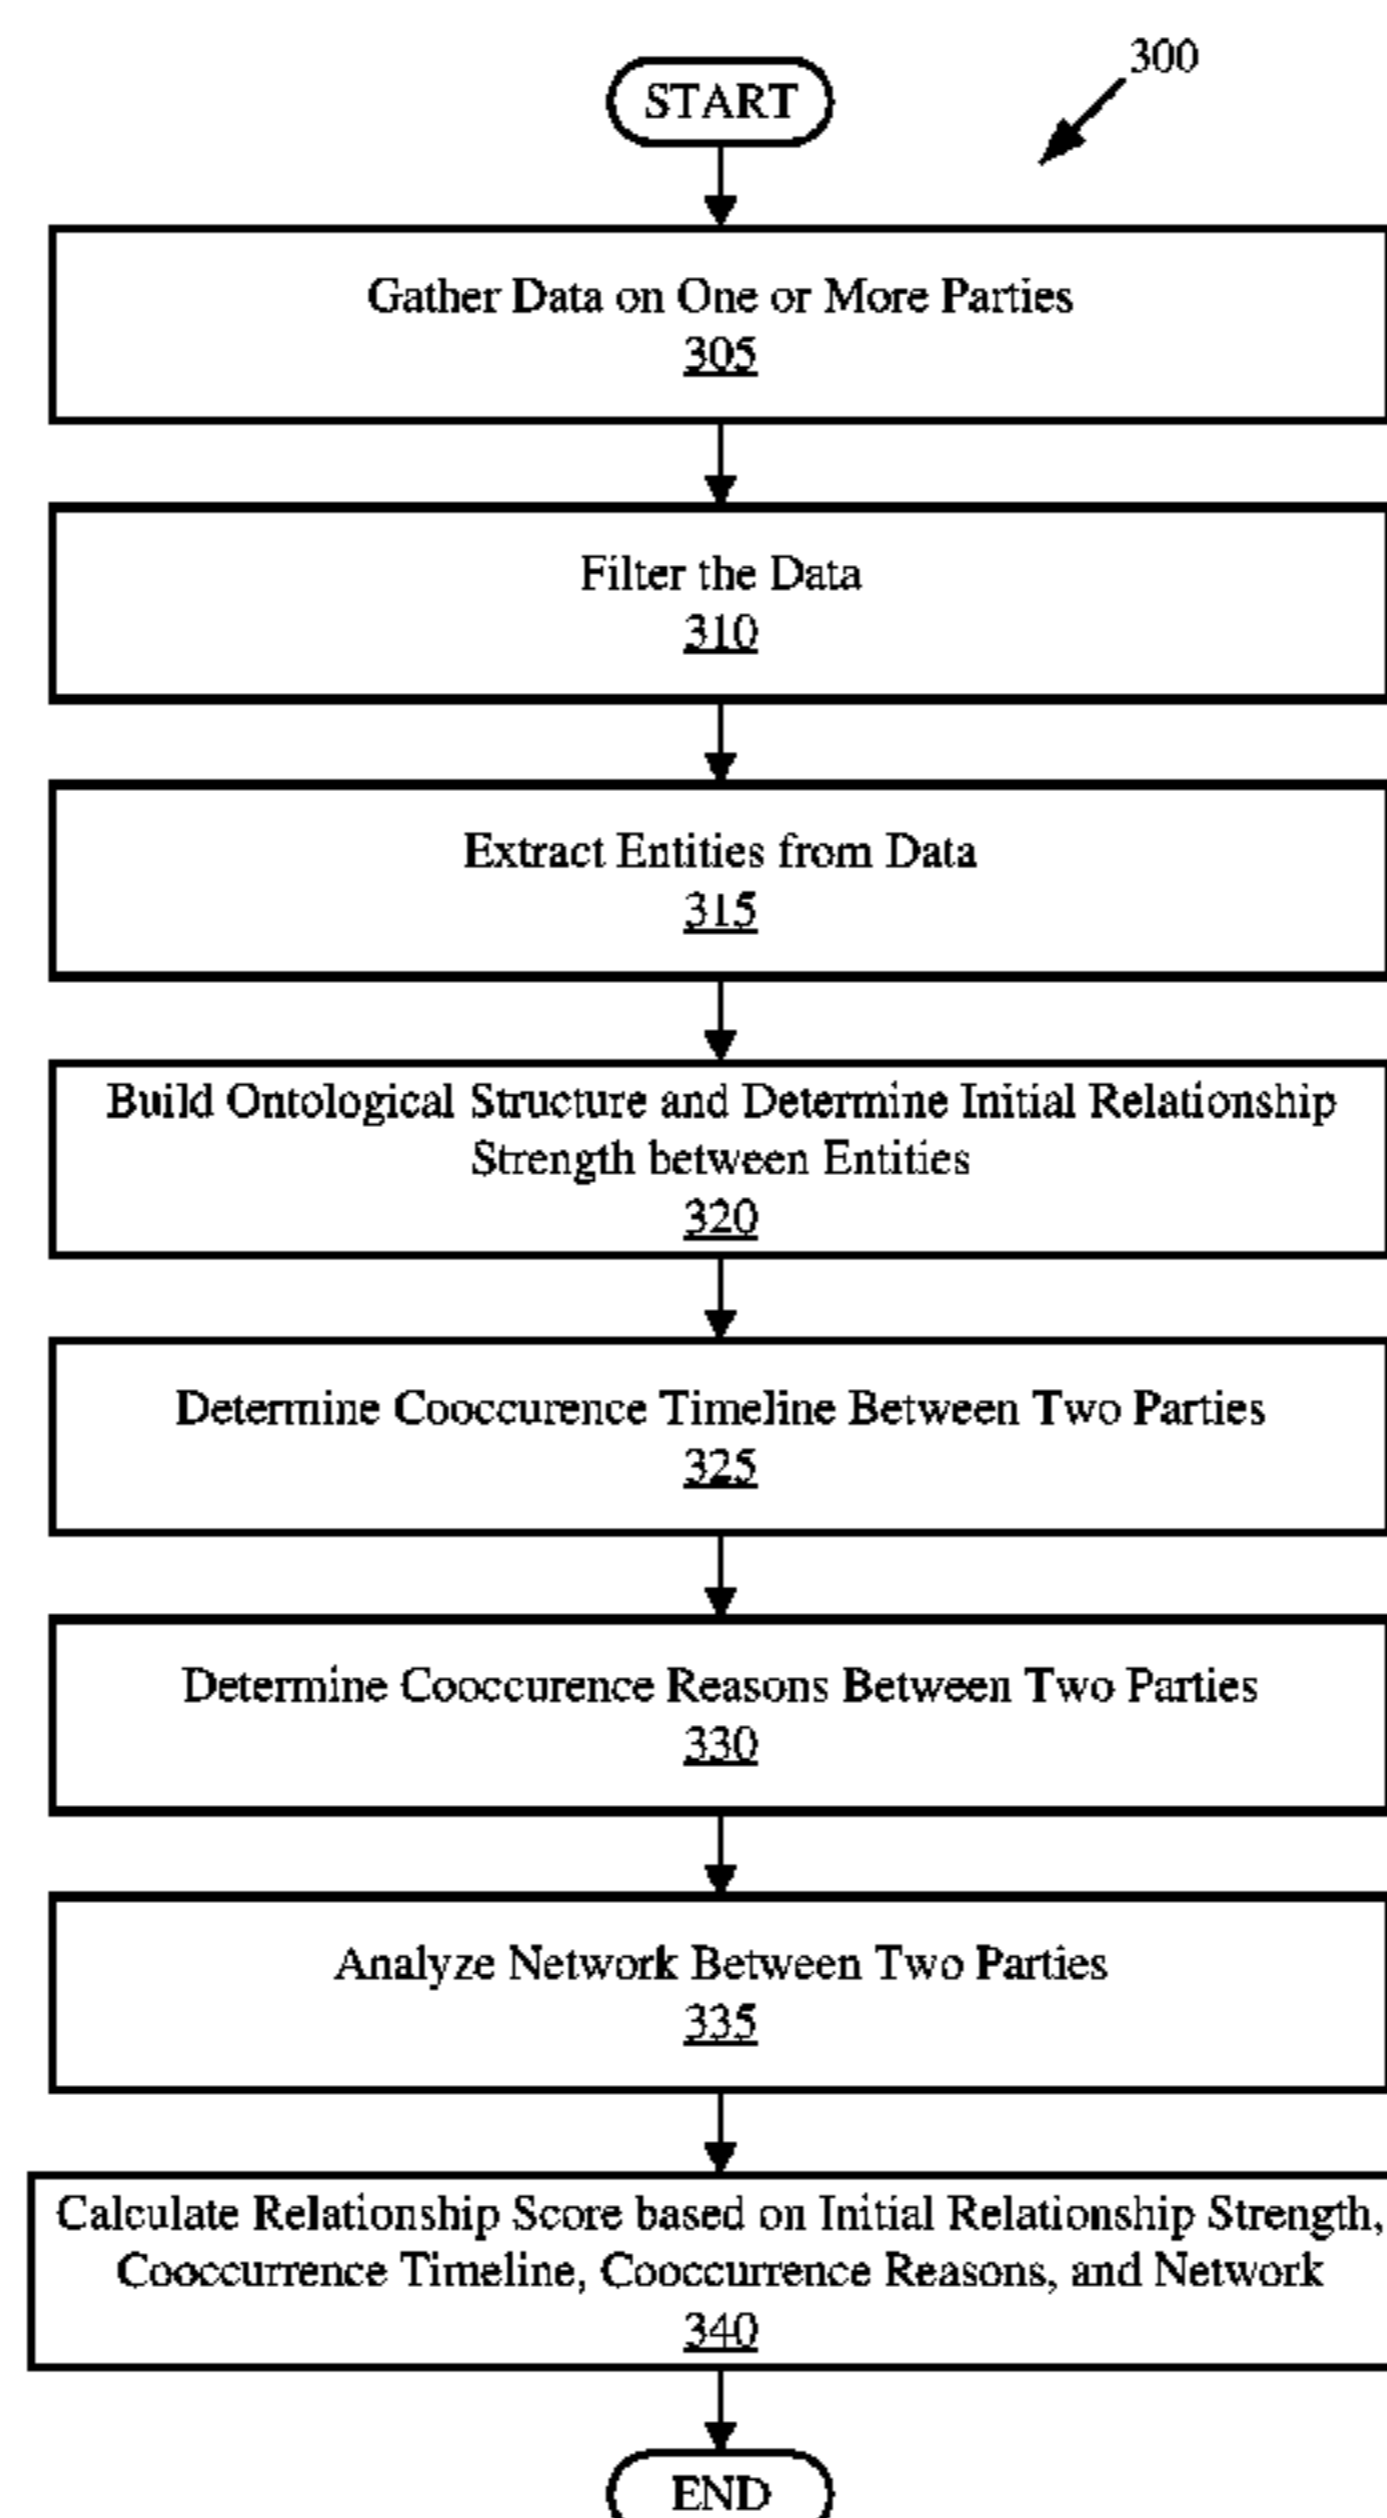 300
START
Gather Data on One or More Parties
305
Filter the Data
310
Extract Entities from Data
315
Build Ontological Structure and Determine Initial Relationship
Strength between Entities
320
Determine Cooccurence Timeline Between Two Parties
325
Determine Cooccurence Reasons Between Two Parties
330
Analyze Network Between Two Parties
335
Calculate Relationship Score based on Initial Relationship Strength,
Cooccurrence Timeline, Cooccurrence Reasons, and Network
340
END